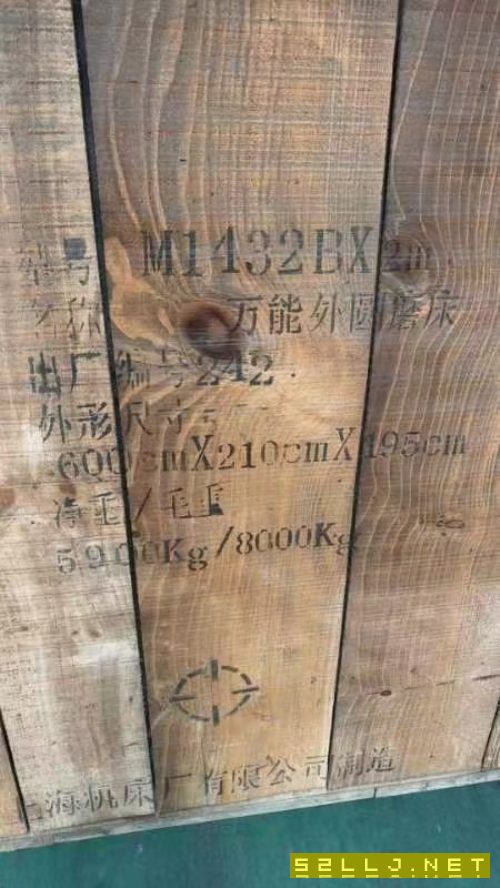 型号 M1432BX2m
名称 万能外圆磨床
出厂编号242
外形尺寸
600cmX210cmX195cm
净重/毛重
5900Kg/8000Kg
上海机床厂有限公司制造
52LLJ.NET